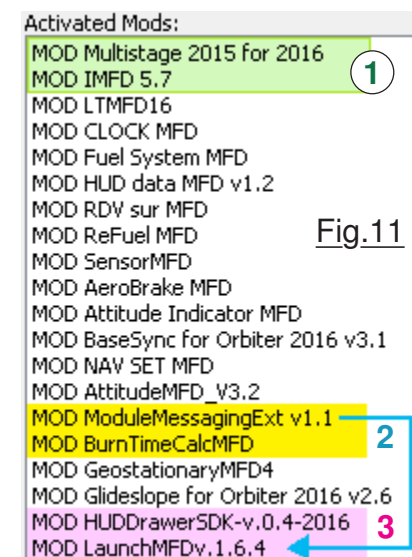 Activated Mods:
MOD Multistage 2015 for 2016
MOD IMFD 5.7
1
MOD LTMFD16
MOD CLOCK MFD
MOD Fuel System MFD
MOD HUD data MFD v1.2
MOD RDV sur MFD
MOD ReFuel MFD
Fig.11
MOD SensorMFD
MOD AeroBrake MFD
MOD Attitude Indicator MFD
MOD BaseSync for Orbiter 2016 v3.1
MOD NAV SET MFD
MOD AttitudeMFD_V3.2
MOD ModuleMessagingExt v1.1
2
MOD BurnTimeCalcMFD
MOD GeostationaryMFD4
MOD Glideslope for Orbiter 2016 v2.6
MOD HUDDrawerSDK-v.0.4-2016
3
MOD LaunchMFDv.1.6.4